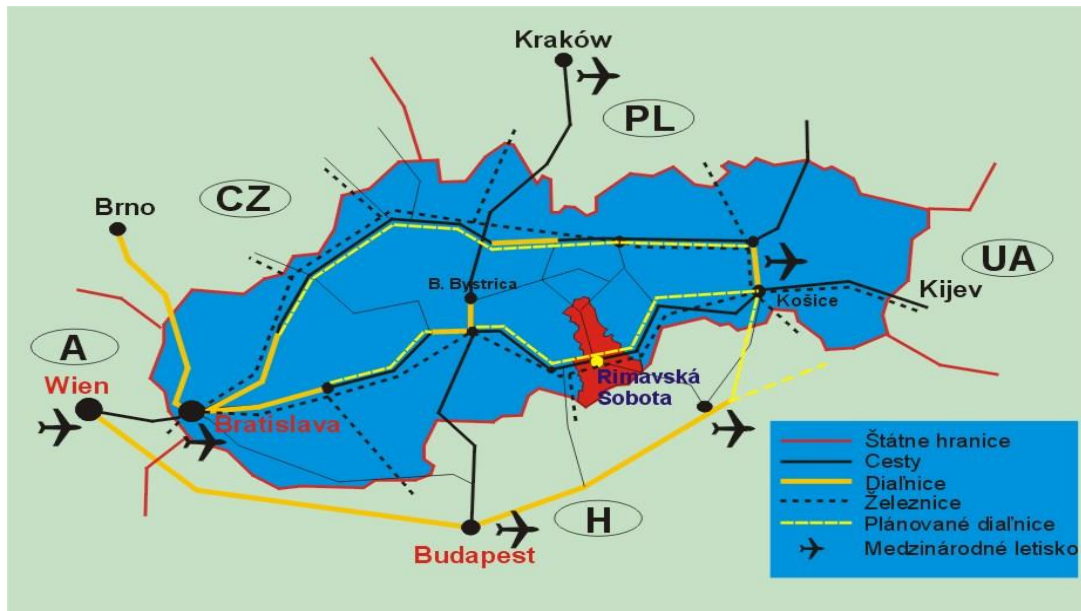 Kraków
PL
CZ
Brno
UA
B. Bystrica
Košice
Kijev
A
Wien
Rimavská
Sobota
Bratislava
H
Budapest
Štátne hranice
Cesty
Diaľnice
Železnice
Plánované diaľnice
Medzinárodné letisko